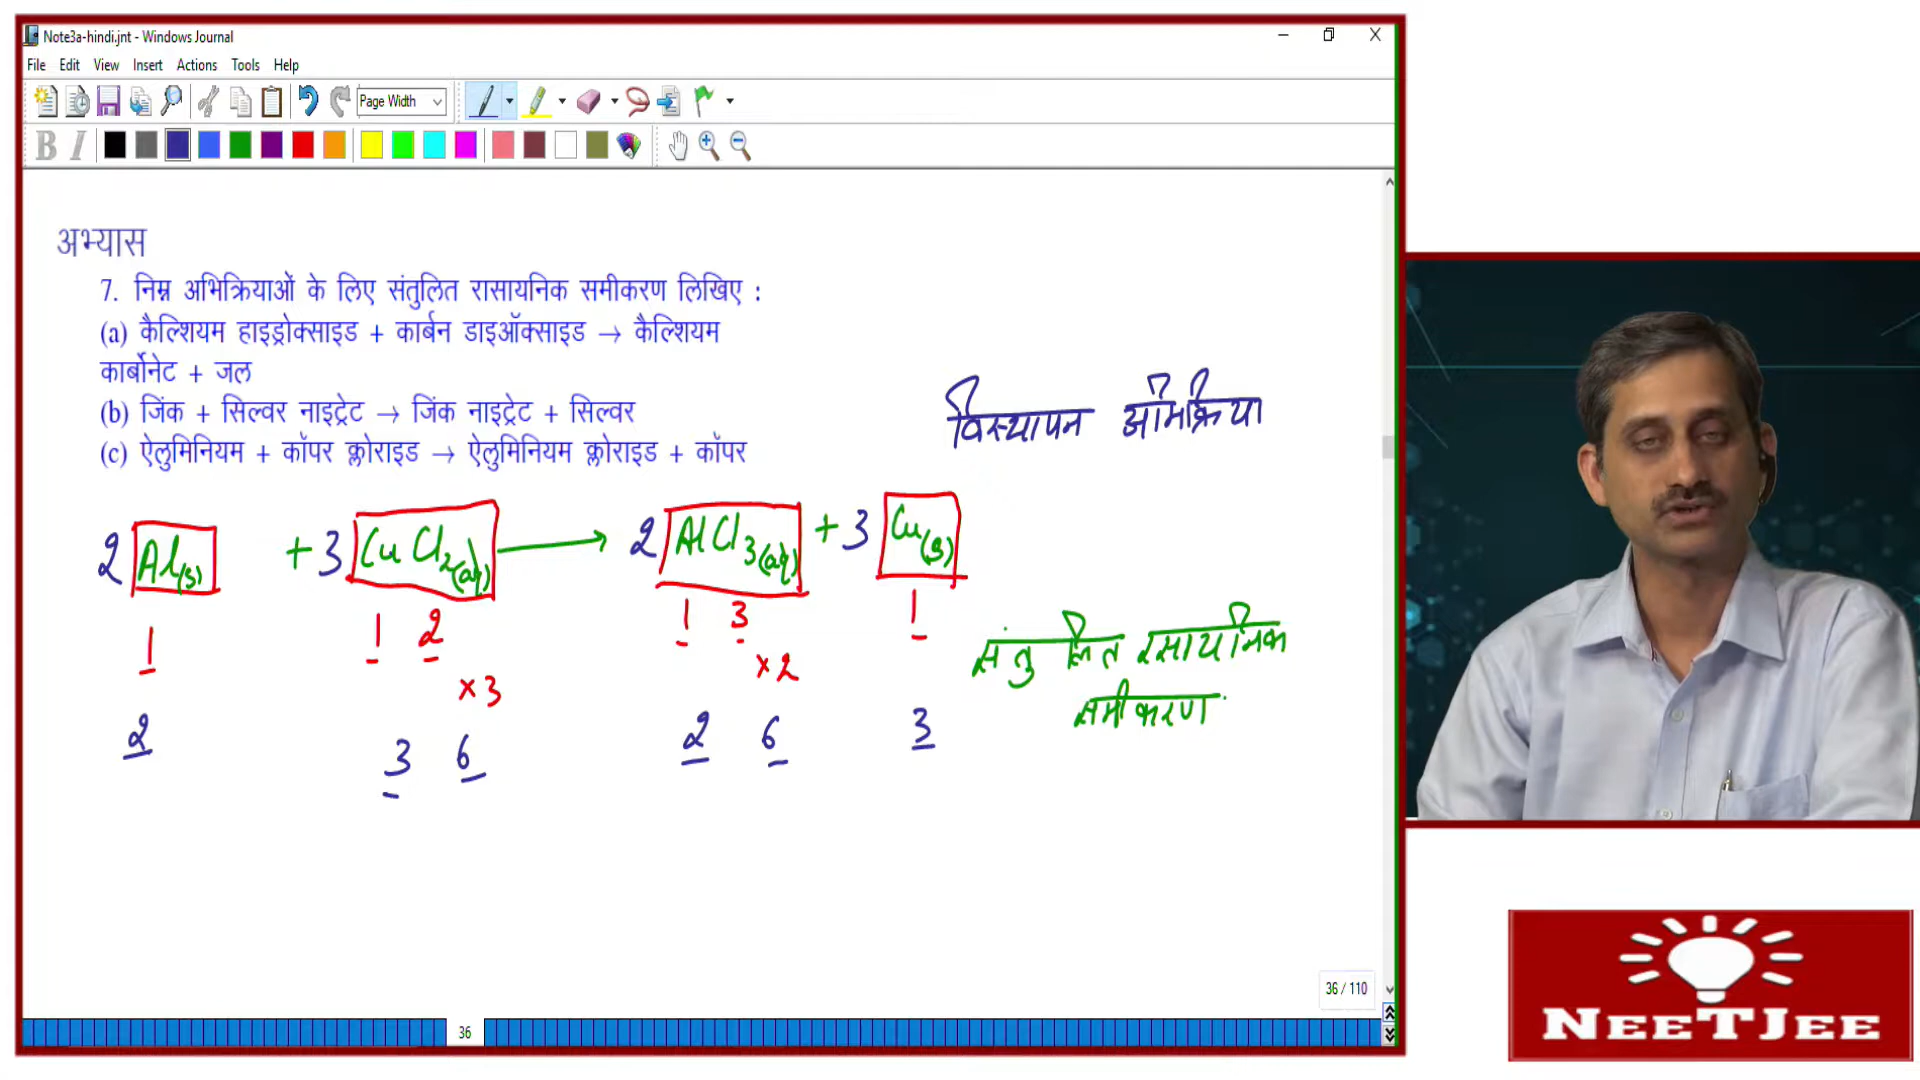 Note3a-hindi.jnt - Windows Journal
File Edit View Insert Actions Tools Help
Page Width
B I
अभ्यास
7. निम्न अभिक्रियाओं के लिए संतुलित रासायनिक समीकरण लिखिए :
(a) कैल्शियम हाइड्रोक्साइड + कार्बन डाइऑक्साइड → कैल्शियम
कार्बोनेट + जल
(b) जिंक + सिल्वर नाइट्रेट → जिंक नाइट्रेट + सिल्वर
(c) ऐलुमिनियम + कॉपर क्लोराइड → ऐलुमिनियम क्लोराइड + कॉपर
विस्थापन अभिक्रिया
2 Al(s) + 3 CuCl2(aq) → 2 AlCl3(aq) + 3 Cu(s)
1 1 2 1 3 1
×3 ×2
2 3 6 2 6 3
संतुलित रसायनिक
समीकरण
36 / 110
36
NEETJEE